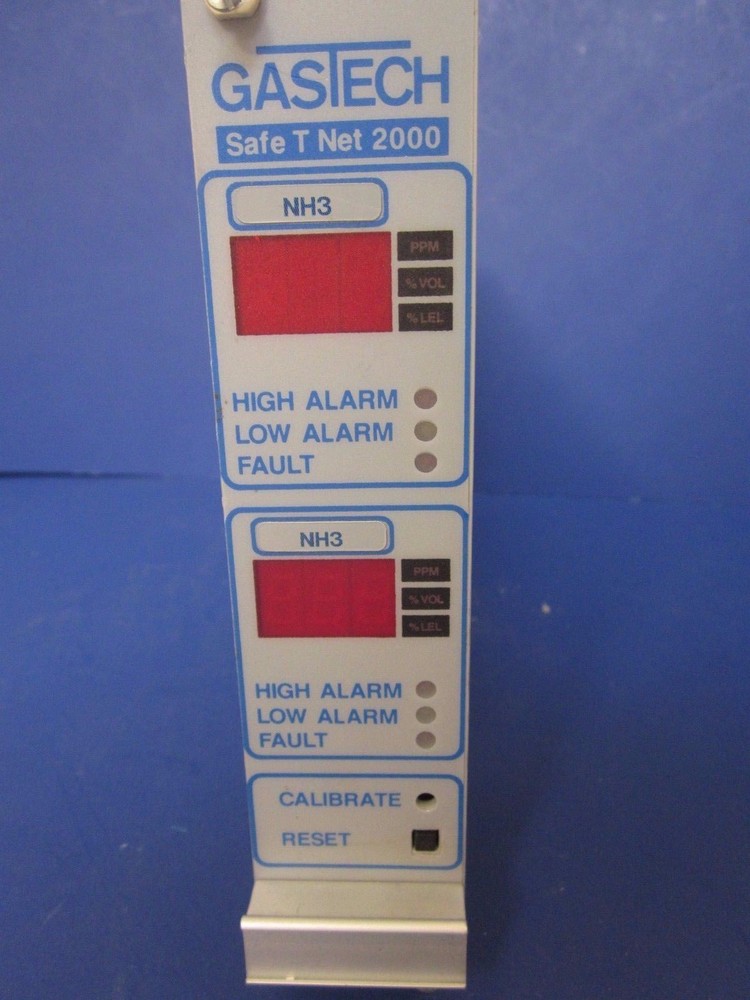 GASTECH
Safe T Net 2000
NH3
PPM
% VOL
% LEL
HIGH ALARM
LOW ALARM
FAULT
NH3
PPM
% VOL
% LEL
HIGH ALARM
LOW ALARM
FAULT
CALIBRATE
RESET